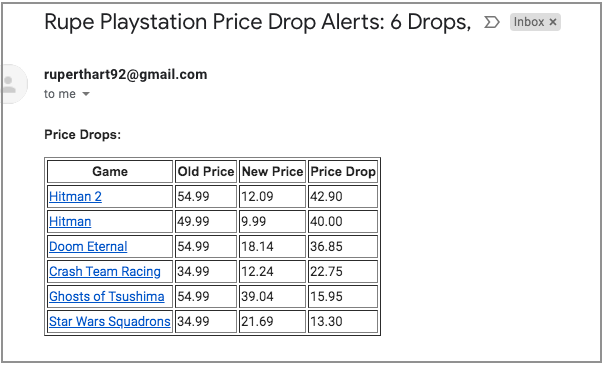 Rupe Playstation Price Drop Alerts: 6 Drops, Inbox ×
ruperthart92@gmail.com
to me
Price Drops:
Game Old Price New Price Price Drop
Hitman 2 54.99 12.09 42.90
Hitman 49.99 9.99 40.00
Doom Eternal 54.99 18.14 36.85
Crash Team Racing 34.99 12.24 22.75
Ghosts of Tsushima 54.99 39.04 15.95
Star Wars Squadrons 34.99 21.69 13.30